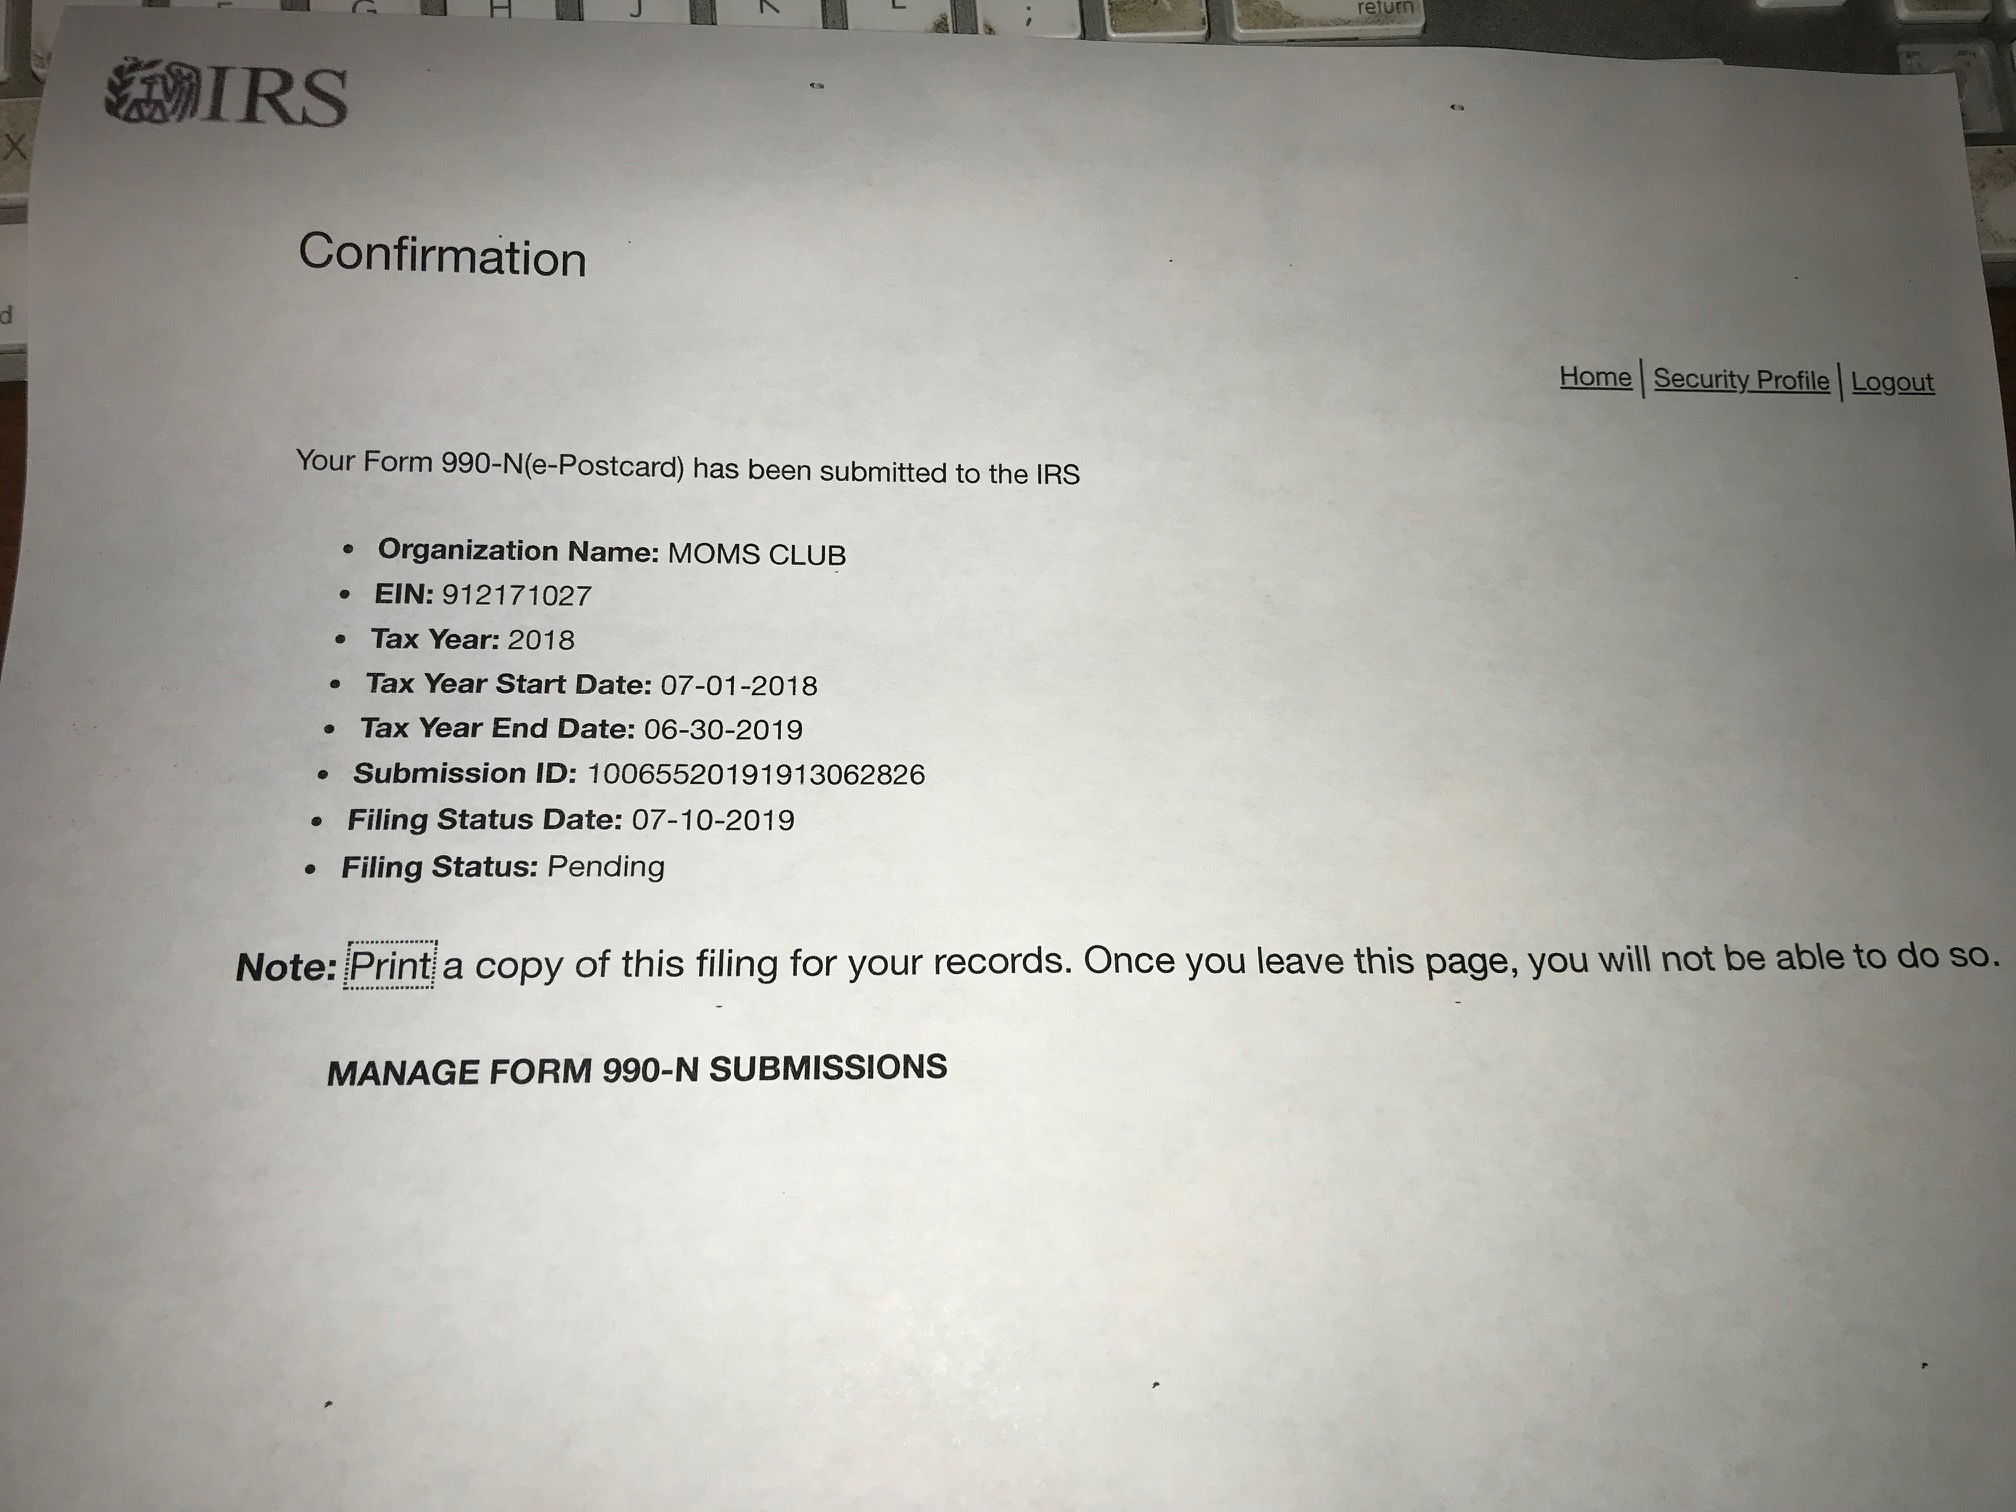 IRS
Home | Security Profile | Logout
Confirmation
Your Form 990-N(e-Postcard) has been submitted to the IRS
• Organization Name: MOMS CLUB
• EIN: 912171027
• Tax Year: 2018
• Tax Year Start Date: 07-01-2018
• Tax Year End Date: 06-30-2019
• Submission ID: 10065520191913062826
• Filing Status Date: 07-10-2019
• Filing Status: Pending
Note: Print a copy of this filing for your records. Once you leave this page, you will not be able to do so.
MANAGE FORM 990-N SUBMISSIONS
X
d
G
H
J
K
L
;
return